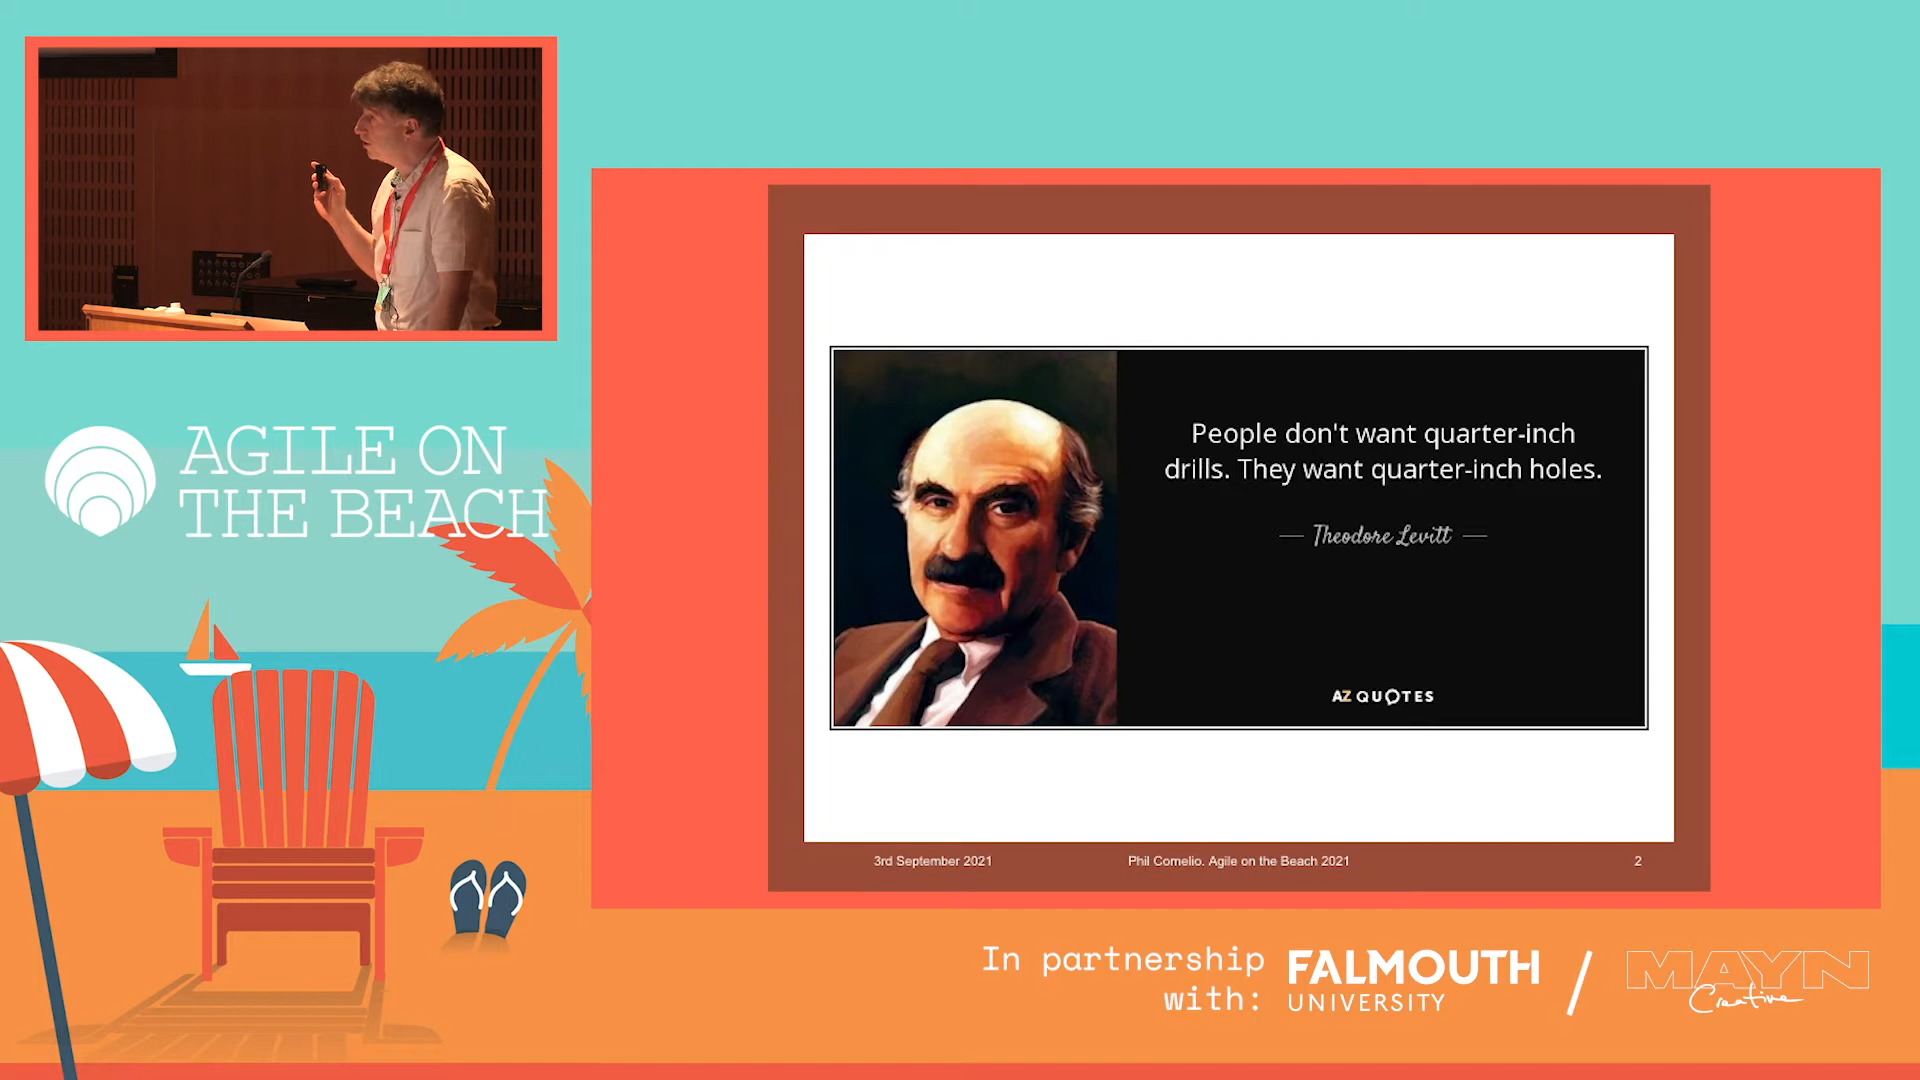 AGILE ON
THE BEACH
People don't want quarter-inch
drills. They want quarter-inch holes.
— Theodore Levitt —
AZ QUOTES
3rd September 2021
Phil Comelio. Agile on the Beach 2021
2
In partnership
with:
FALMOUTH
UNIVERSITY
/
MAYN
Creative